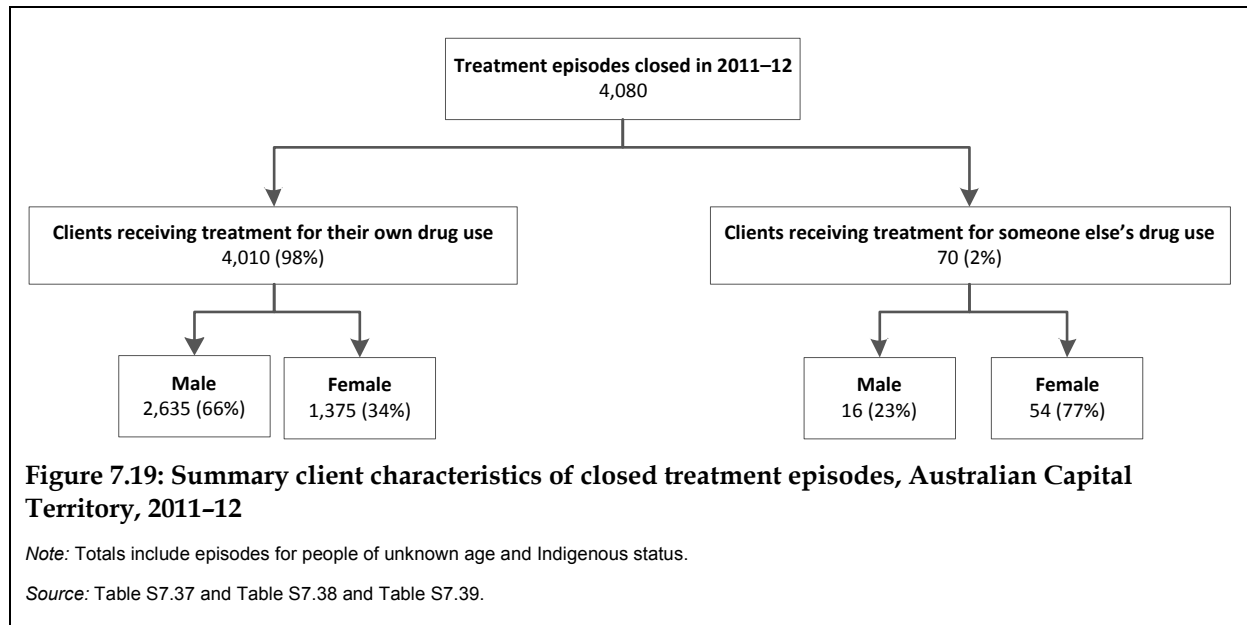 Treatment episodes closed in 2011–12
4,080
Clients receiving treatment for their own drug use
4,010 (98%)
Clients receiving treatment for someone else’s drug use
70 (2%)
Male
2,635 (66%)
Female
1,375 (34%)
Male
16 (23%)
Female
54 (77%)
Figure 7.19: Summary client characteristics of closed treatment episodes, Australian Capital
Territory, 2011–12
Note: Totals include episodes for people of unknown age and Indigenous status.
Source: Table S7.37 and Table S7.38 and Table S7.39.